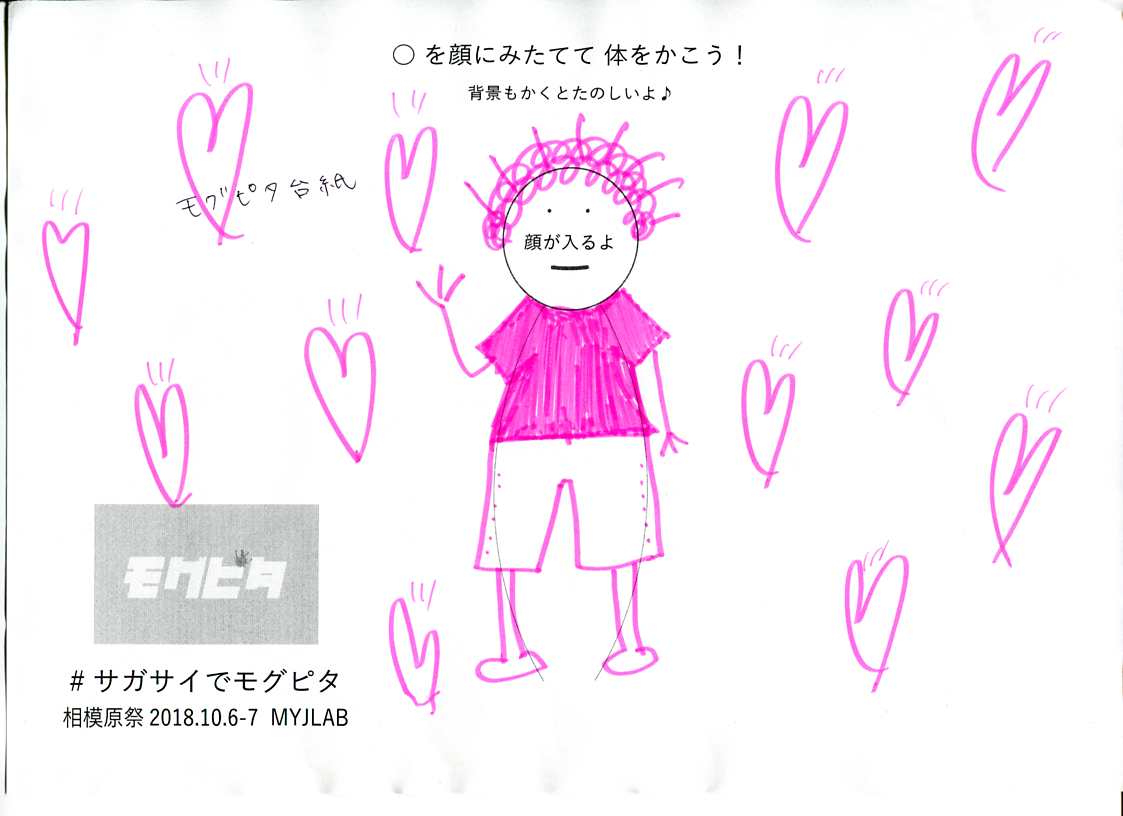 ○ を顔にみたてて 体をかこう！
背景もかくとたのしいよ♪
モグピタ台紙
顔が入るよ
モグピタ
# サガサイでモグピタ
相模原祭 2018.10.6-7 MYJLAB